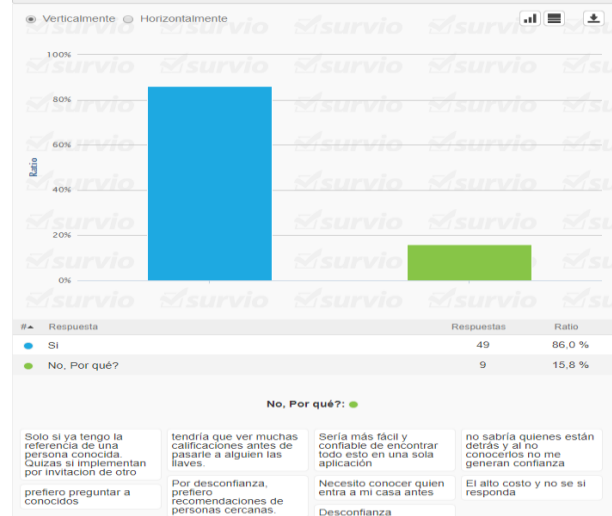 Verticalmente Horizontalmente
100%
80%
60%
40%
20%
0%
Ratio
survio
#▲ Respuesta Respuestas Ratio
Si 49 86,0 %
No, Por qué? 9 15,8 %
No, Por qué?:
Solo si ya tengo la
referencia de una
persona conocida.
Quizas si implementan
por invitación de otro
tendría que ver muchas
calificaciones antes de
pasarle a alguien las
llaves.
Sería más fácil y
confiable de encontrar
todo esto en una sola
aplicación
no sabría quienes están
detrás y al no
conocerlos no me
generan confianza
prefiero preguntar a
conocidos
Por desconfianza,
prefiero
recomendaciones de
personas cercanas.
Necesito conocer quien
entra a mi casa antes
El alto costo y no se si
responda
Desconfianza